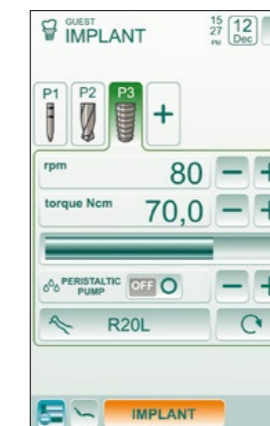 GUEST
IMPLANT
15
27
PM
12
Dec
P1 P2 P3 +
rpm 80 − +
torque Ncm 70,0 − +
PERISTALTIC
PUMP OFF − +
R20L
IMPLANT